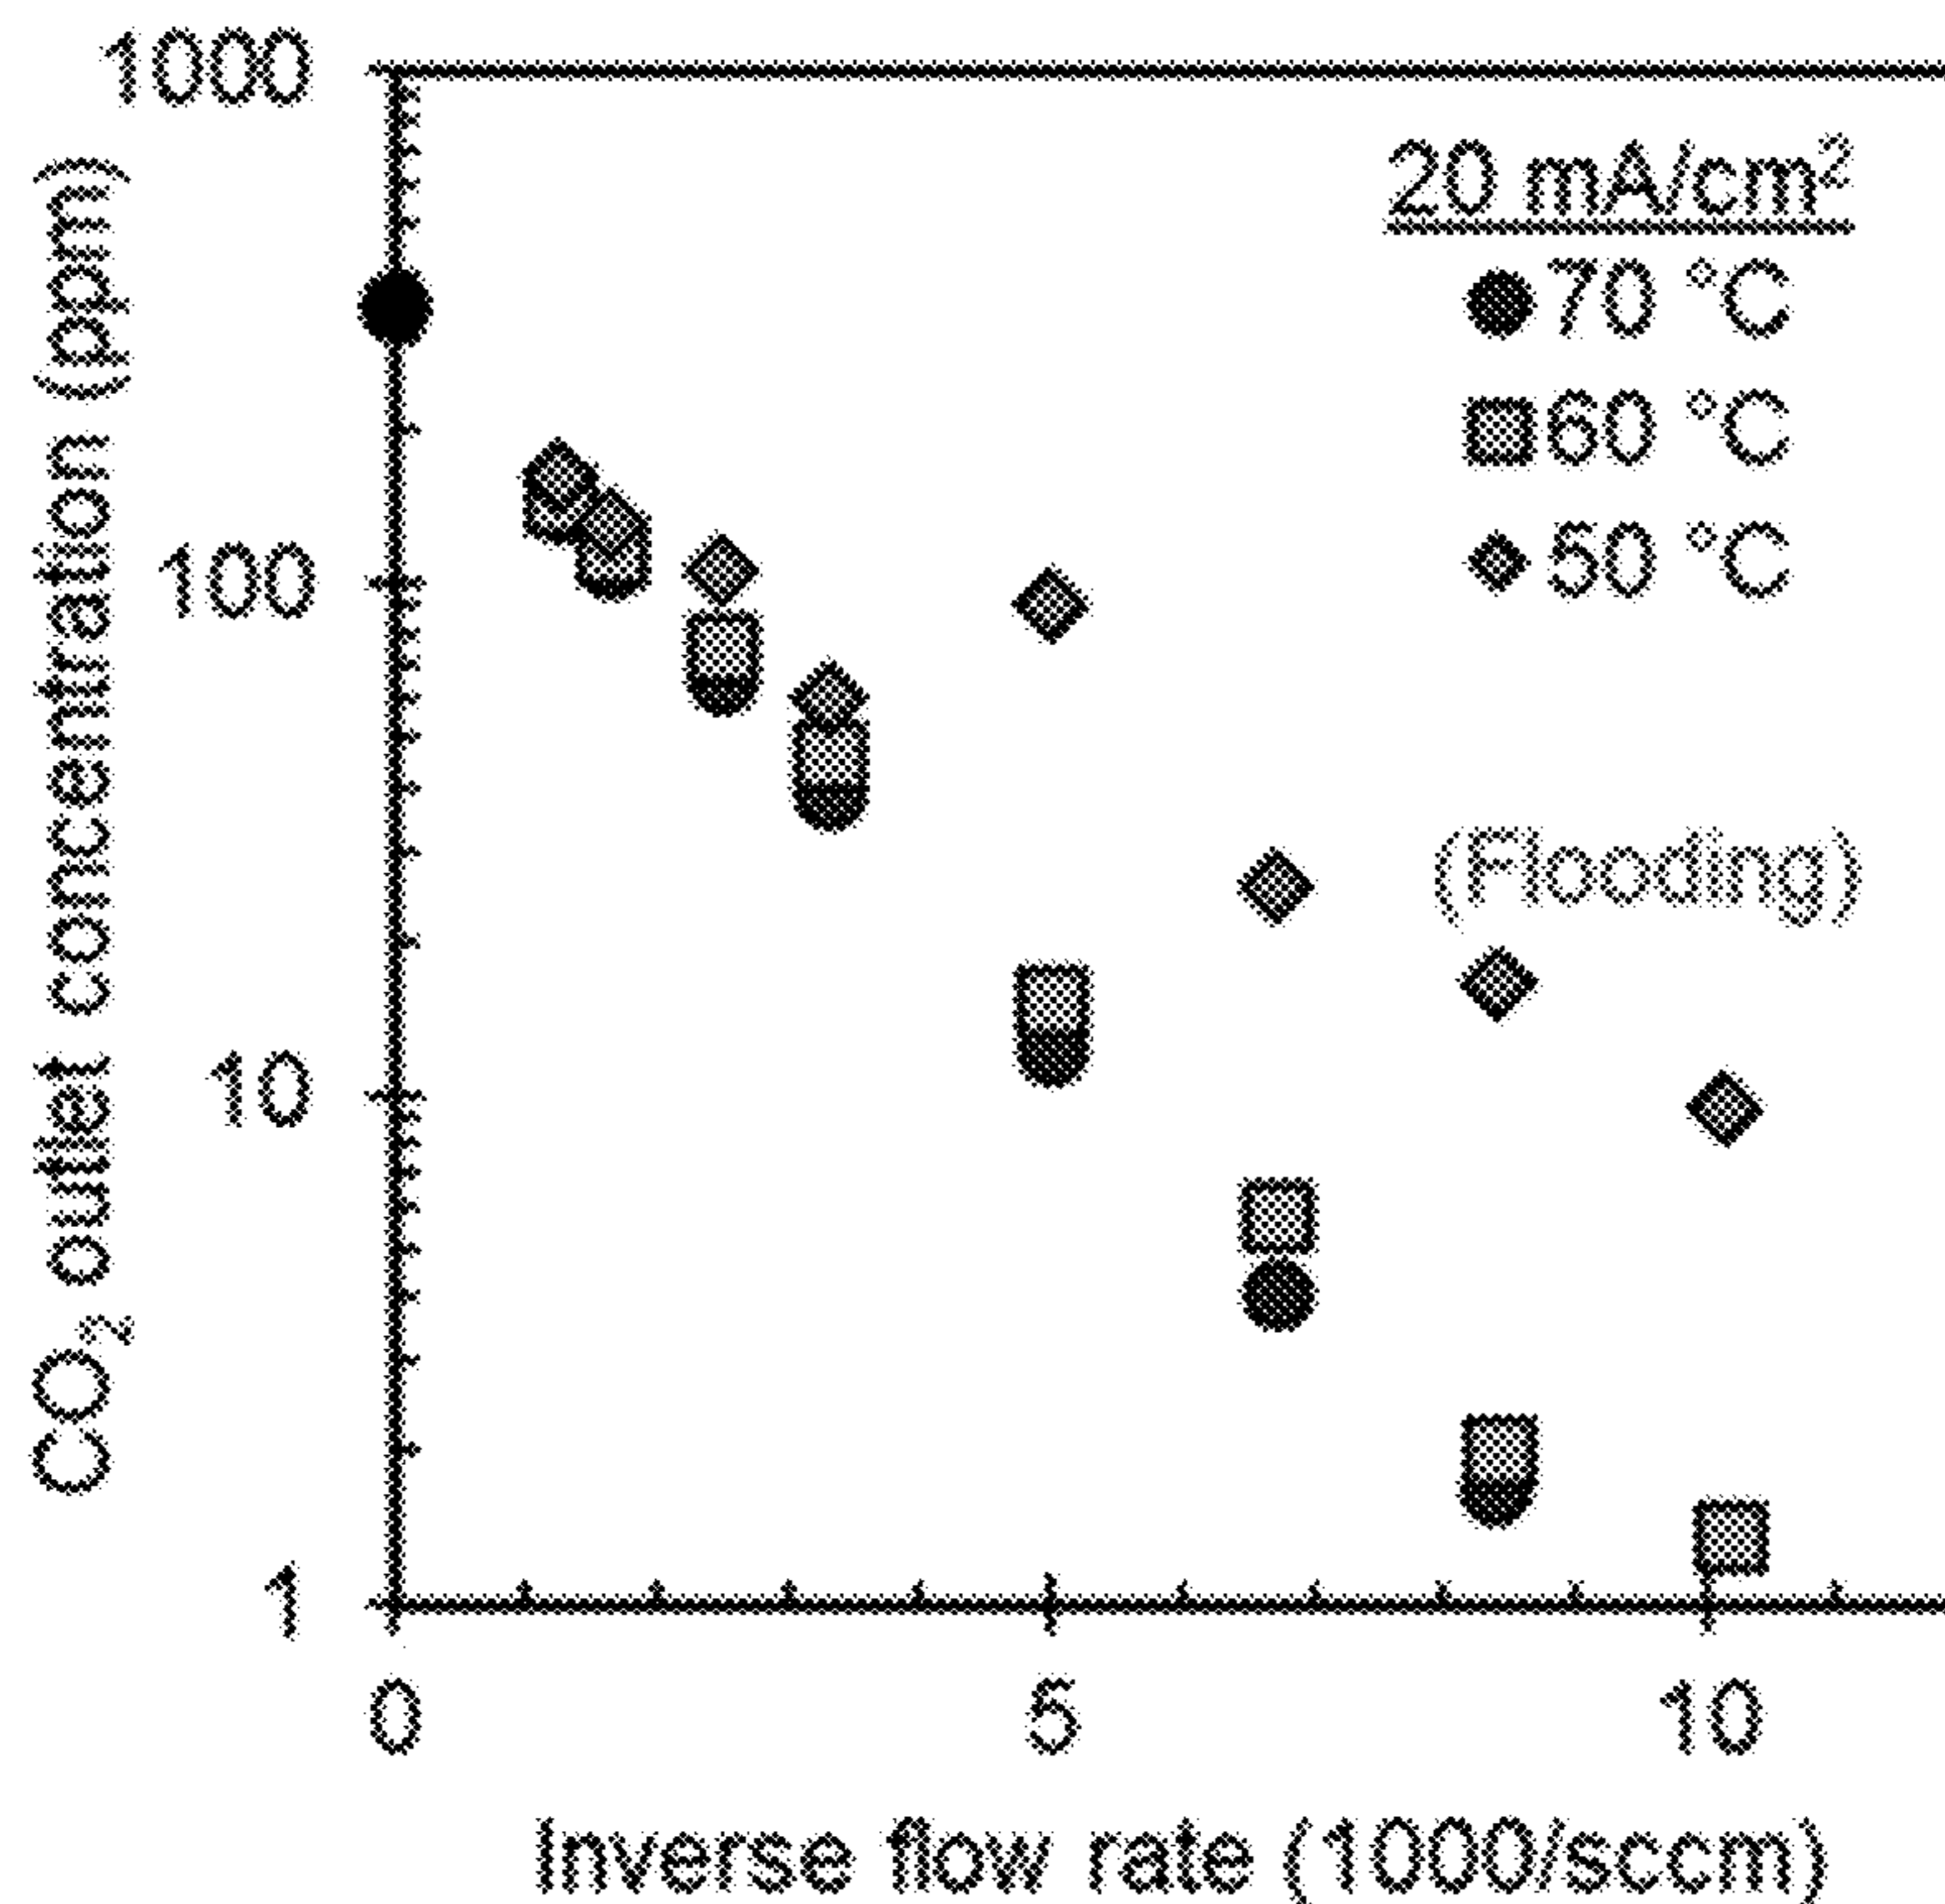 1000
100
10
1
CO₂ outlet concentration (ppm)
20 mA/cm²
70 °C
60 °C
50 °C
(Flooding)
0 5 10
Inverse flow rate (1000/sccm)